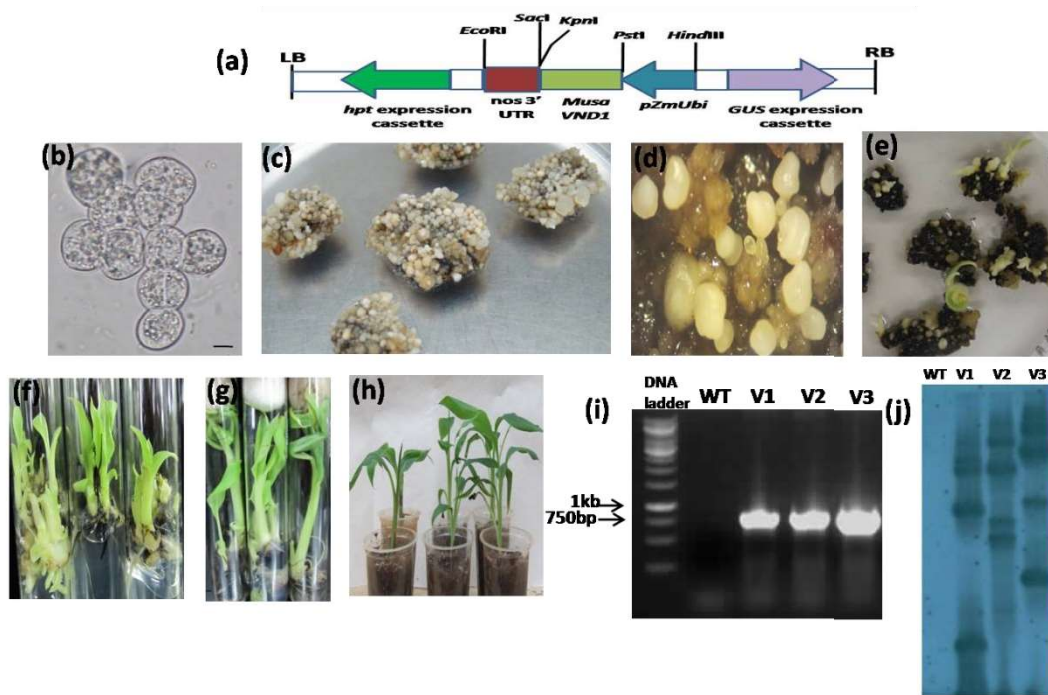 (a)
LB
EcoRI
SacI
KpnI
PstI
HindIII
RB
hpt expression
cassette
nos 3'
UTR
Musa
VND1
pZmUbi
GUS expression
cassette
(b)
(c)
(d)
(e)
(f)
(g)
(h)
(i)
DNA
ladder
WT
V1
V2
V3
1kb
750bp
(j)
WT
V1
V2
V3